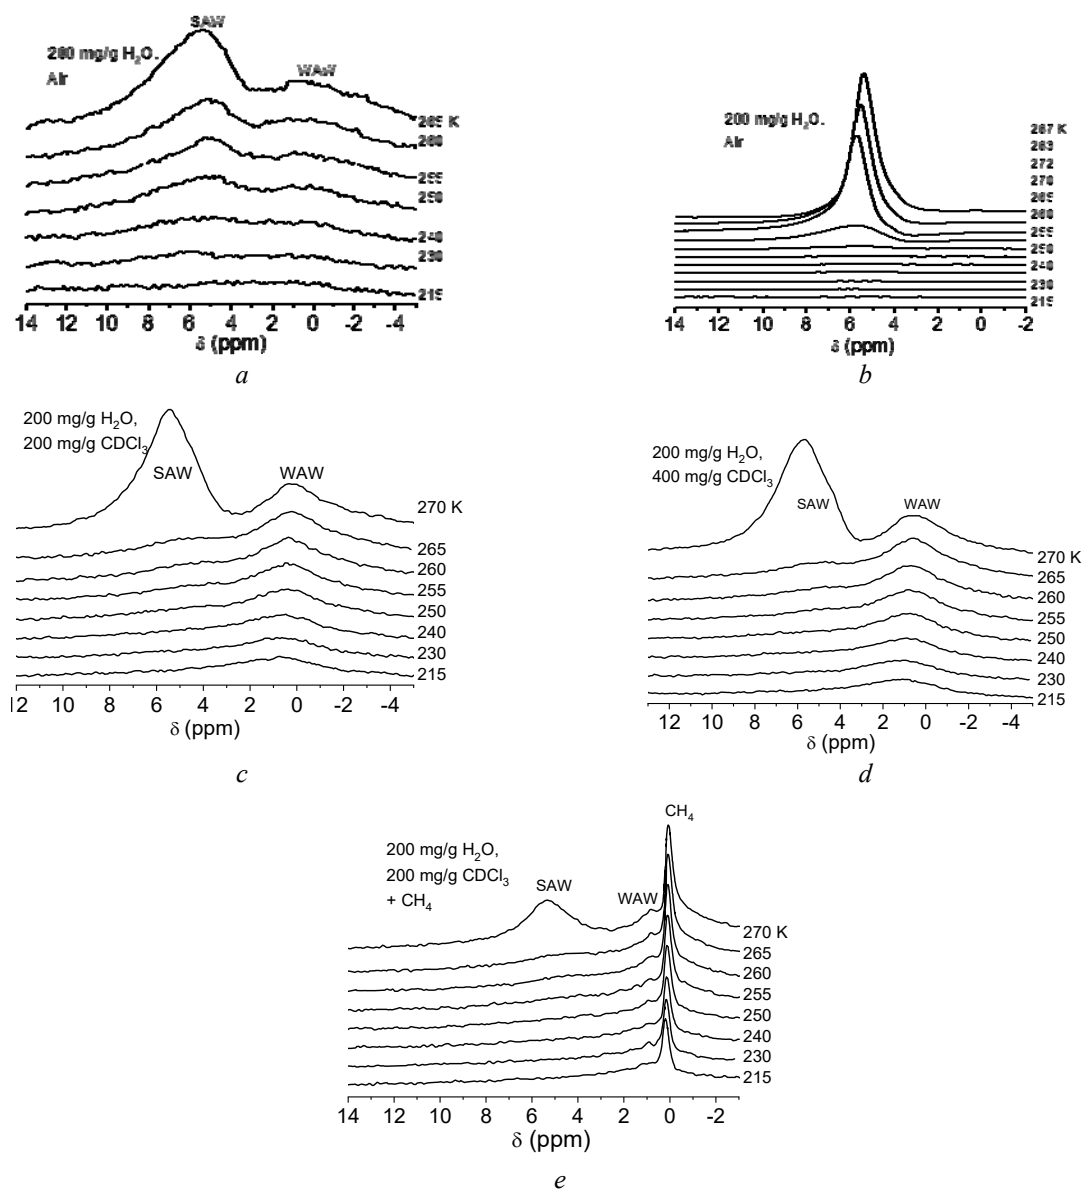 SAW
200 mg/g H2O.
Air
WAW
265 K
260
255
250
240
230
215
14 12 10 8 6 4 2 0 -2 -4
δ (ppm)
a
200 mg/g H2O.
Air
287 K
283
272
270
265
260
255
250
240
230
215
14 12 10 8 6 4 2 0 -2
δ (ppm)
b
200 mg/g H2O,
200 mg/g CDCl3
SAW
WAW
270 K
265
260
255
250
240
230
215
12 10 8 6 4 2 0 -2 -4
δ (ppm)
c
200 mg/g H2O,
400 mg/g CDCl3
SAW
WAW
270 K
265
260
255
250
240
230
215
12 10 8 6 4 2 0 -2 -4
δ (ppm)
d
CH4
200 mg/g H2O,
200 mg/g CDCl3
+ CH4
SAW
WAW
270 K
265
260
255
250
240
230
215
14 12 10 8 6 4 2 0 -2
δ (ppm)
e